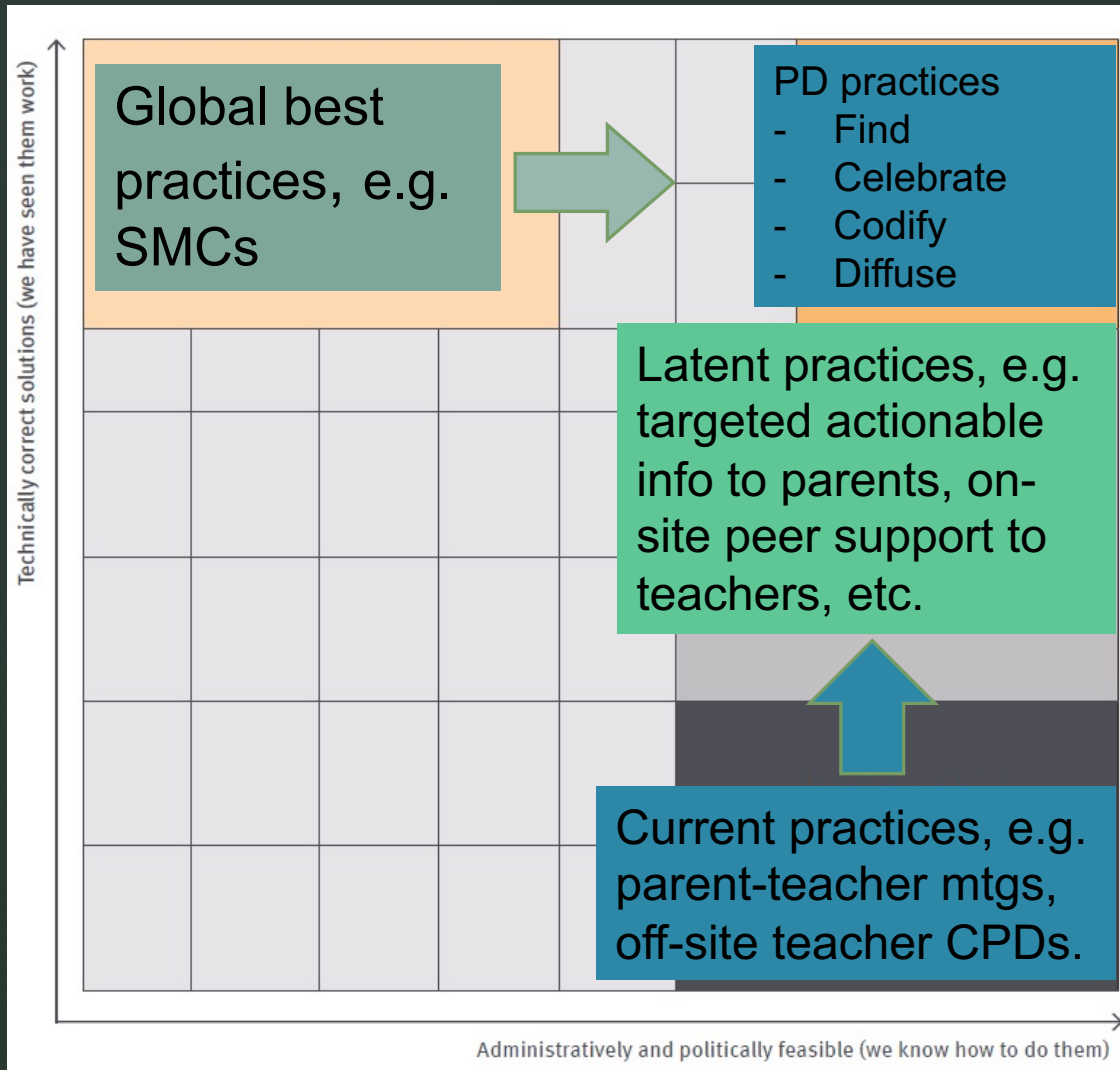 Technically correct solutions (we have seen them work)
Global best
practices, e.g.
SMCs
PD practices
- Find
- Celebrate
- Codify
- Diffuse
Latent practices, e.g.
targeted actionable
info to parents, on-
site peer support to
teachers, etc.
Current practices, e.g.
parent-teacher mtgs,
off-site teacher CPDs.
Administratively and politically feasible (we know how to do them)